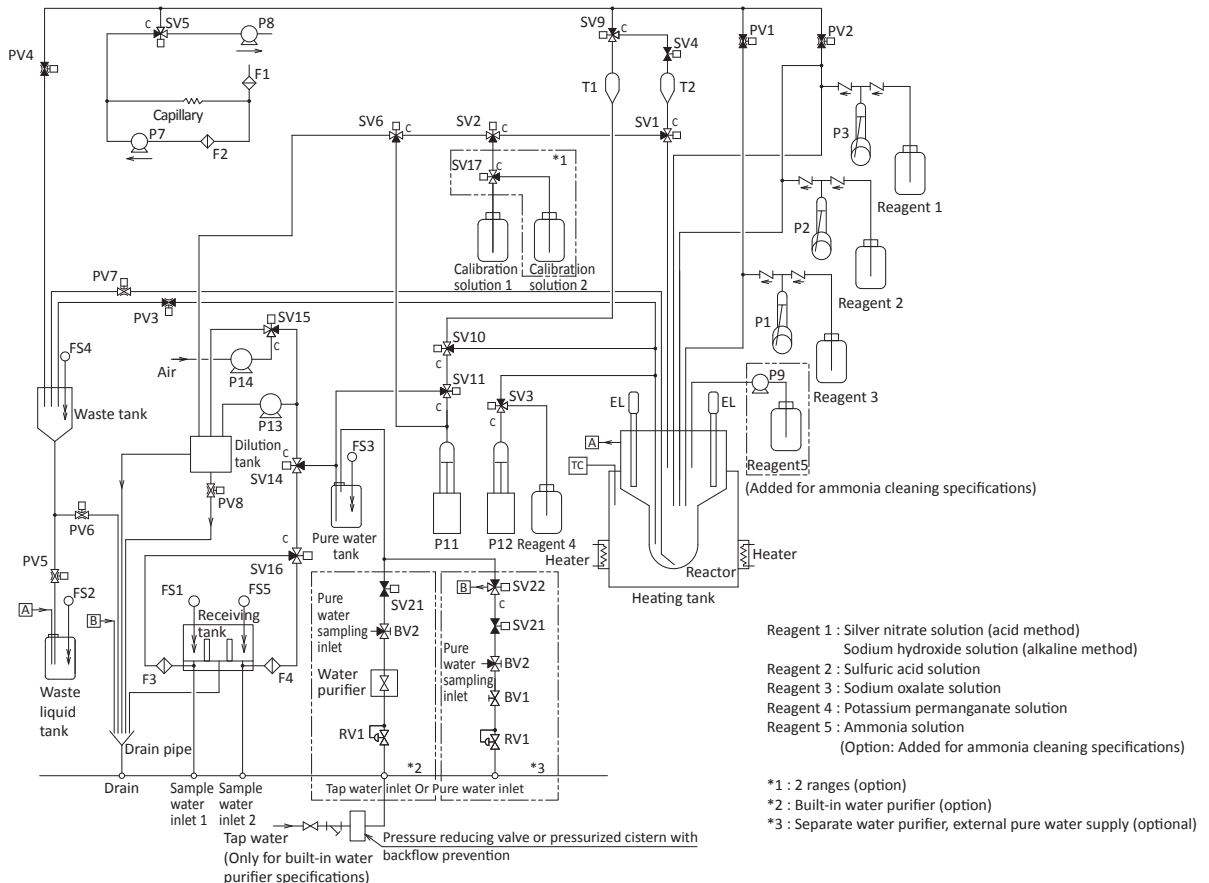 SV9
SV5
C
P8
PV4
C
SV4
PV1
PV2
F1
T1
T2
Capillary
P7
F2
SV6
C
SV2
C
SV1
C
P3
Reagent 1
SV17
C
*1
Calibration
solution 1
Calibration
solution 2
P2
Reagent 2
PV7
PV3
SV15
C
P1
Reagent 3
FS4
Air
P14
SV10
C
SV11
C
SV3
C
P9
Reagent5
(Added for ammonia cleaning specifications)
Waste tank
P13
EL
EL
A
TC
Dilution
tank
C
SV14
FS3
PV8
PV6
Pure water
tank
P11
P12
Reagent 4
Heater
Heater
Reactor
Heating tank
PV5
FS2
A
B
C
SV16
FS1
FS5
Receiving
tank
F3
F4
Waste
liquid
tank
Drain pipe
SV21
Pure
water
sampling
inlet
BV2
Water
purifier
RV1
*2
B
SV22
C
SV21
Pure
water
sampling
inlet
BV2
BV1
RV1
*3
Drain
Sample
water
inlet 1
Sample
water
inlet 2
Tap water inlet Or Pure water inlet
Tap water
(Only for built-in water
purifier specifications)
Pressure reducing valve or pressurized cistern with
backflow prevention
Reagent 1 : Silver nitrate solution (acid method)
Sodium hydroxide solution (alkaline method)
Reagent 2 : Sulfuric acid solution
Reagent 3 : Sodium oxalate solution
Reagent 4 : Potassium permanganate solution
Reagent 5 : Ammonia solution
(Option: Added for ammonia cleaning specifications)
*1 : 2 ranges (option)
*2 : Built-in water purifier (option)
*3 : Separate water purifier, external pure water supply (optional)